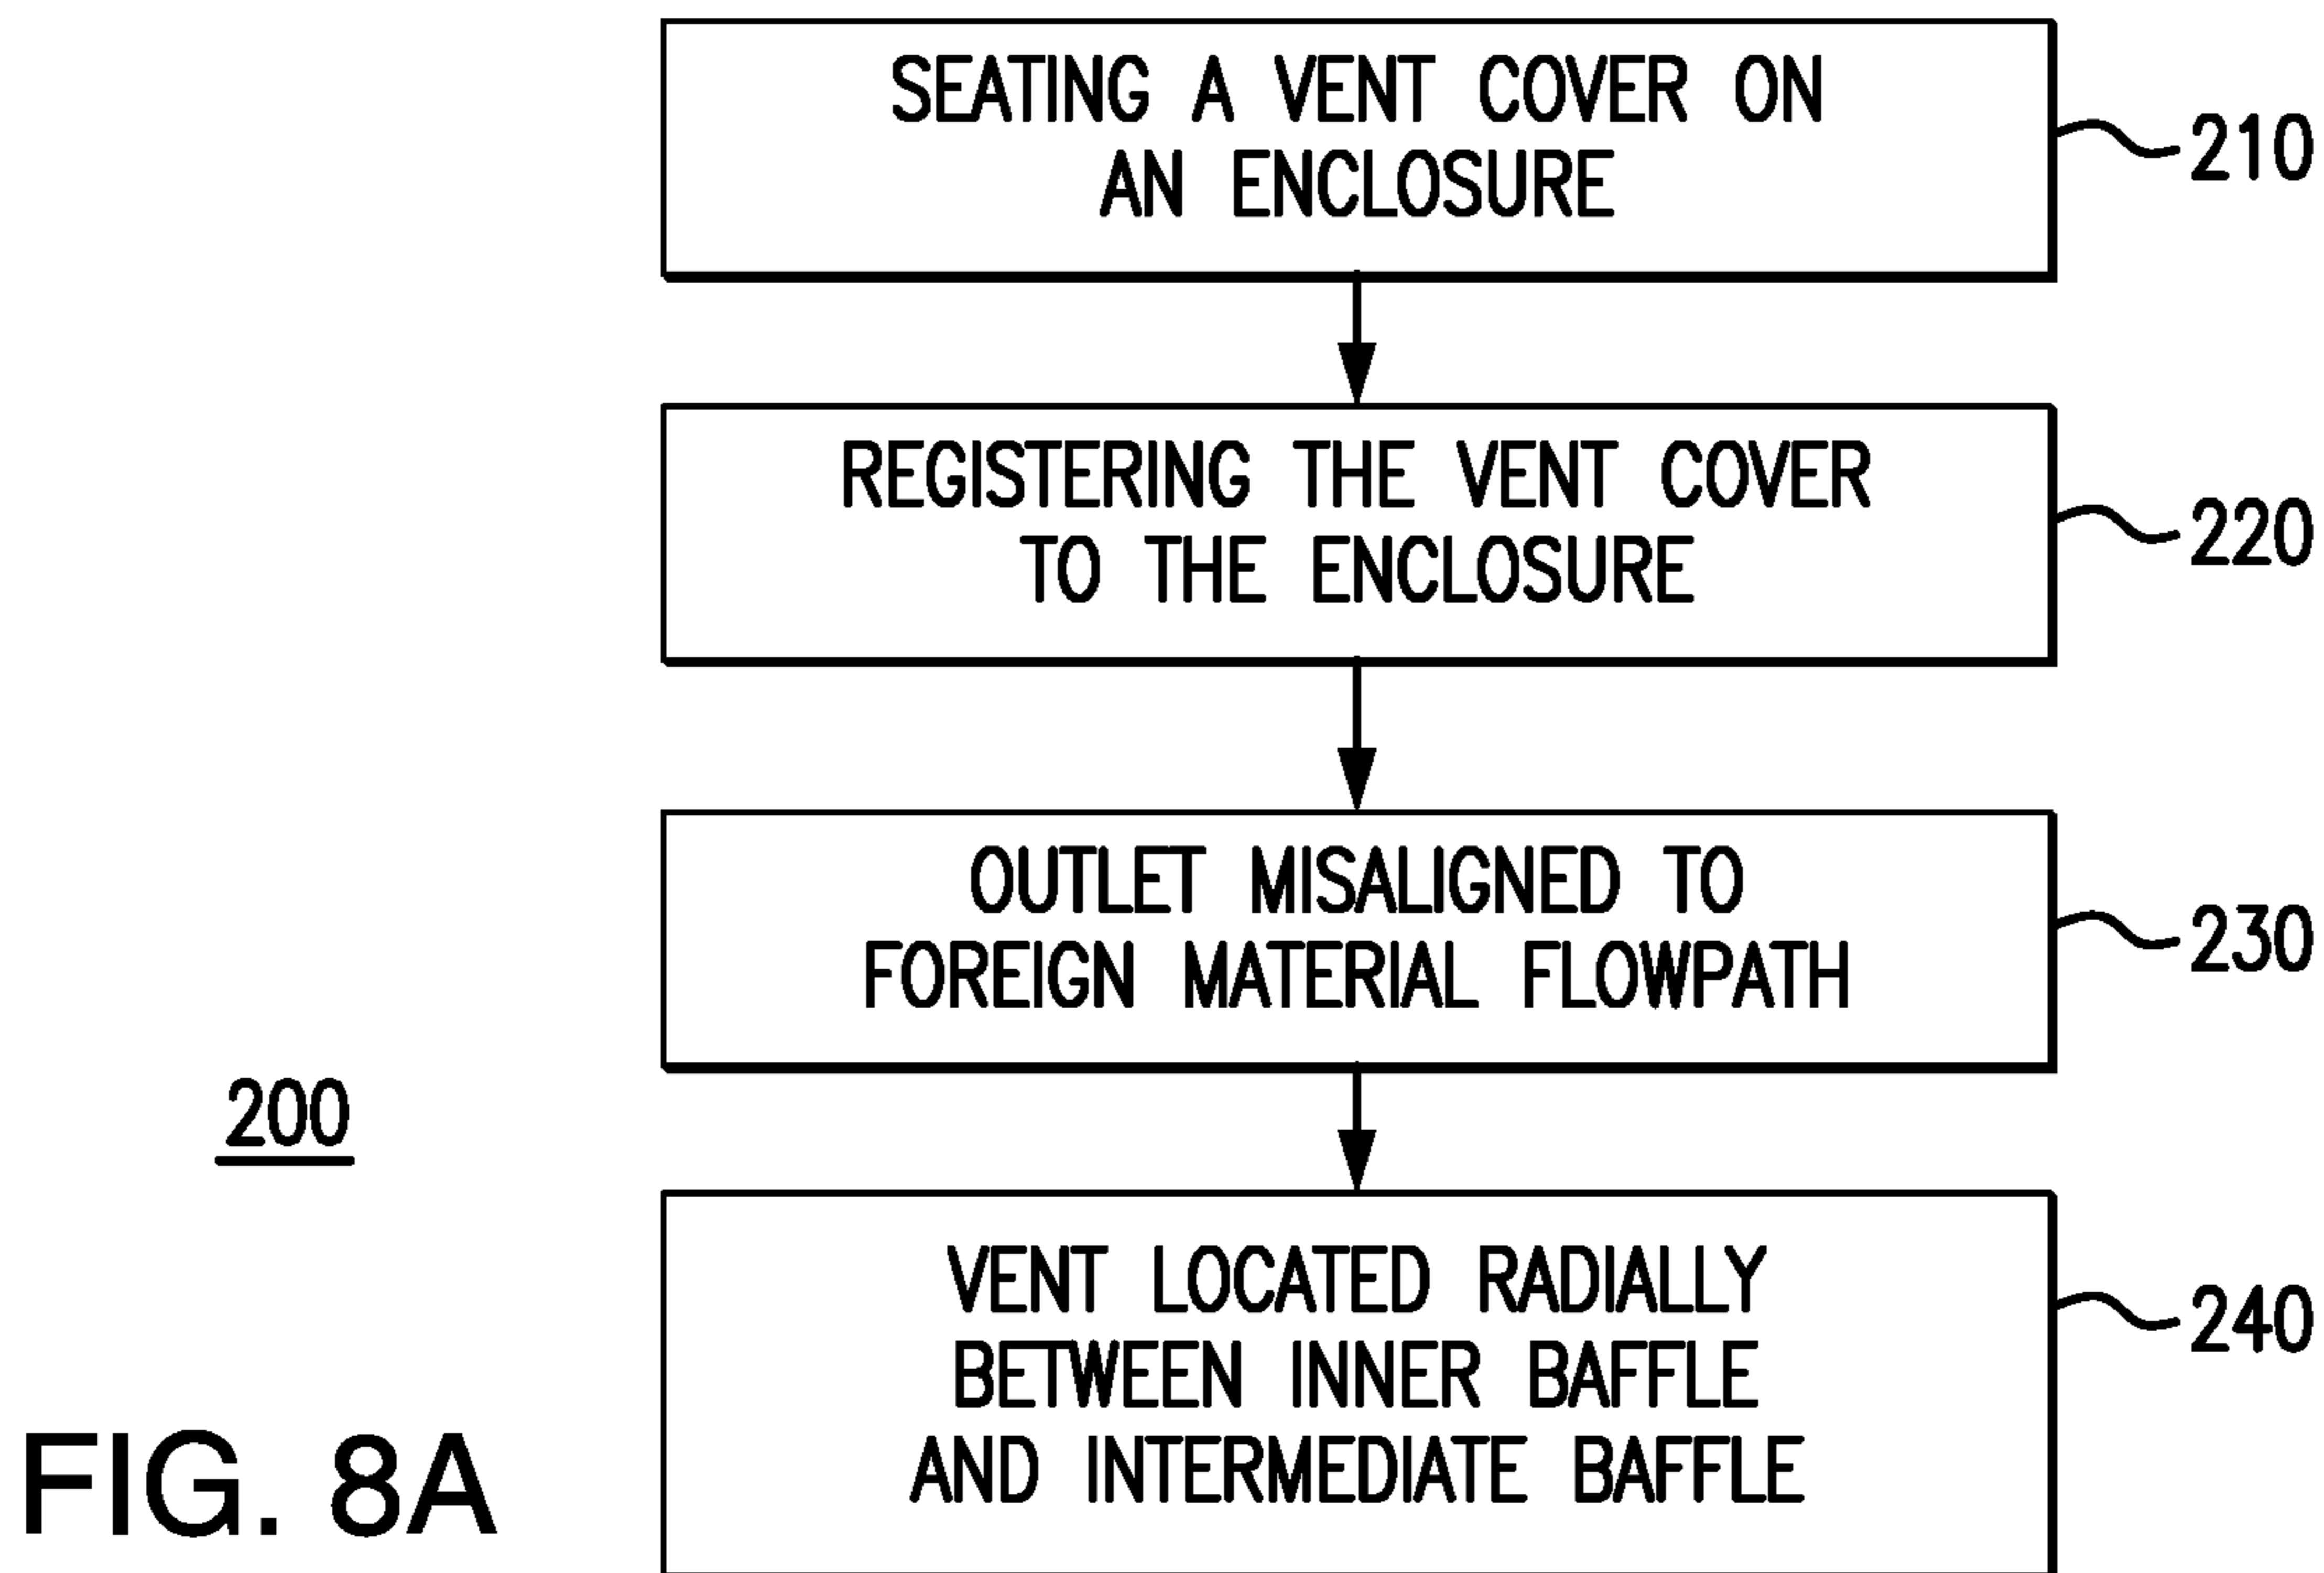 SEATING A VENT COVER ON
AN ENCLOSURE
210
REGISTERING THE VENT COVER
TO THE ENCLOSURE
220
OUTLET MISALIGNED TO
FOREIGN MATERIAL FLOWPATH
230
200
VENT LOCATED RADIALLY
BETWEEN INNER BAFFLE
AND INTERMEDIATE BAFFLE
240
FIG. 8A